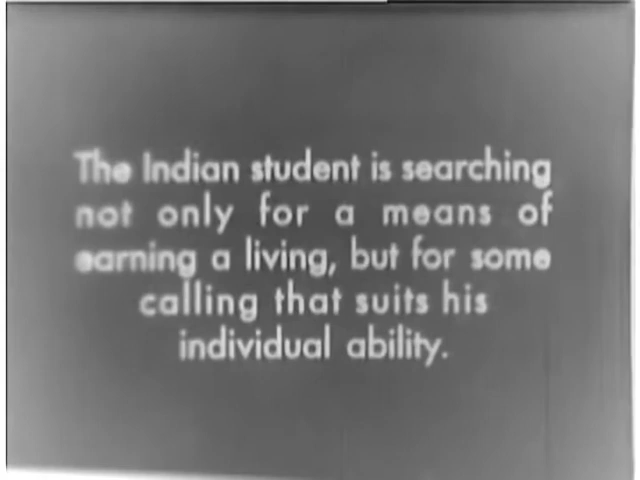 The Indian student is searching
not only for a means of
earning a living, but for some
calling that suits his
individual ability.